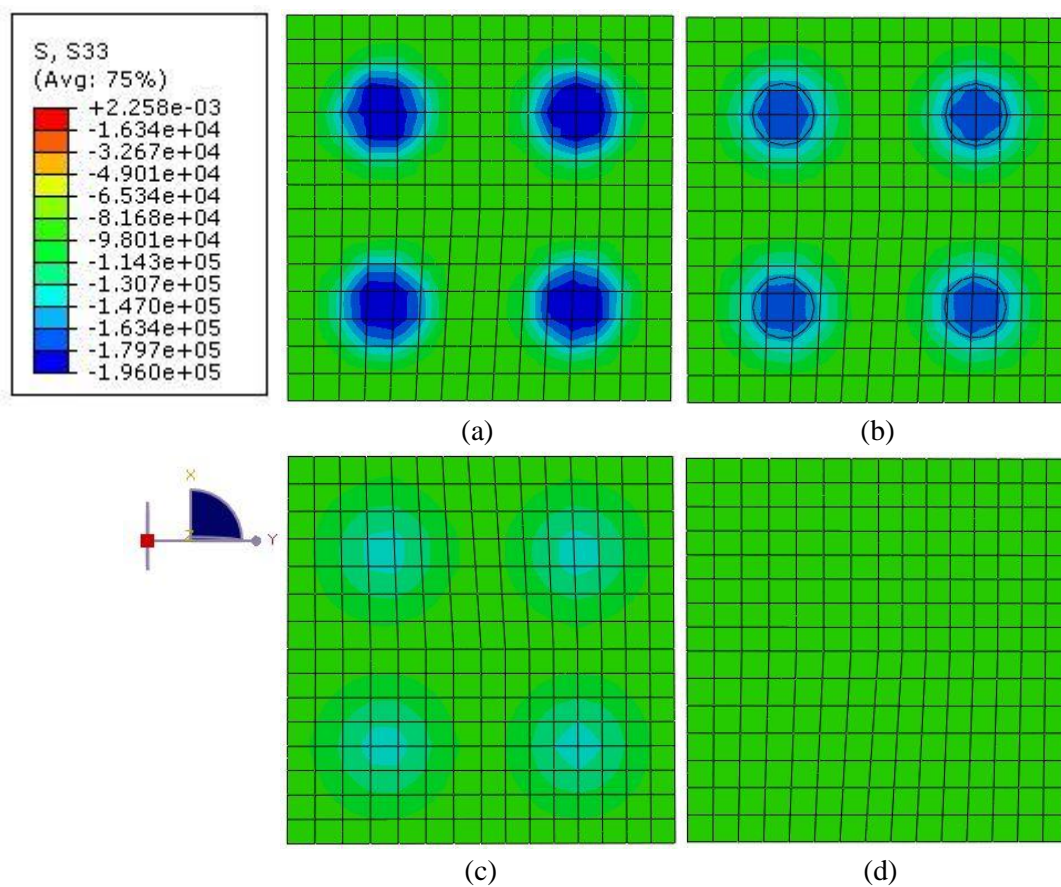 S, S33
(Avg: 75%)
+2.258e-03
-1.634e+04
-3.267e+04
-4.901e+04
-6.534e+04
-8.168e+04
-9.801e+04
-1.143e+05
-1.307e+05
-1.470e+05
-1.634e+05
-1.797e+05
-1.960e+05
(a)
(b)
X
Z
Y
(c)
(d)